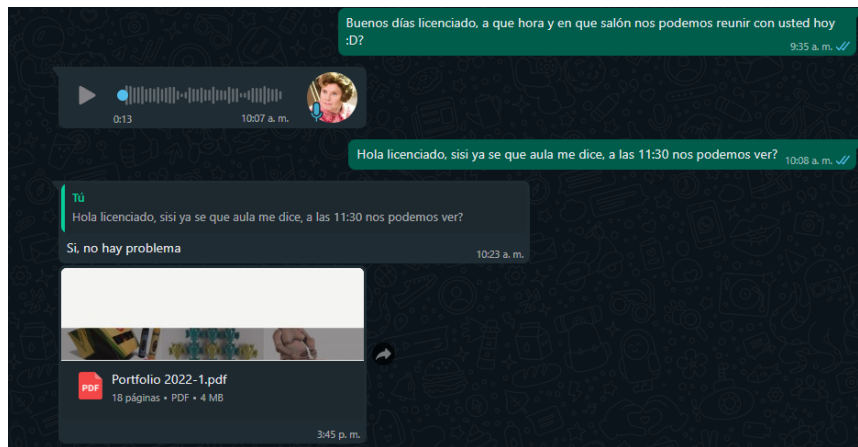 Buenos días licenciado, a que hora y en que salón nos podemos reunir con usted hoy
:D?
9:35 a. m.
0:13
10:07 a. m.
Hola licenciado, sisi ya se que aula me dice, a las 11:30 nos podemos ver?
10:08 a. m.
Tú
Hola licenciado, sisi ya se que aula me dice, a las 11:30 nos podemos ver?
Si, no hay problema
10:23 a. m.
PDF
Portfolio 2022-1.pdf
18 páginas • PDF • 4 MB
3:45 p. m.